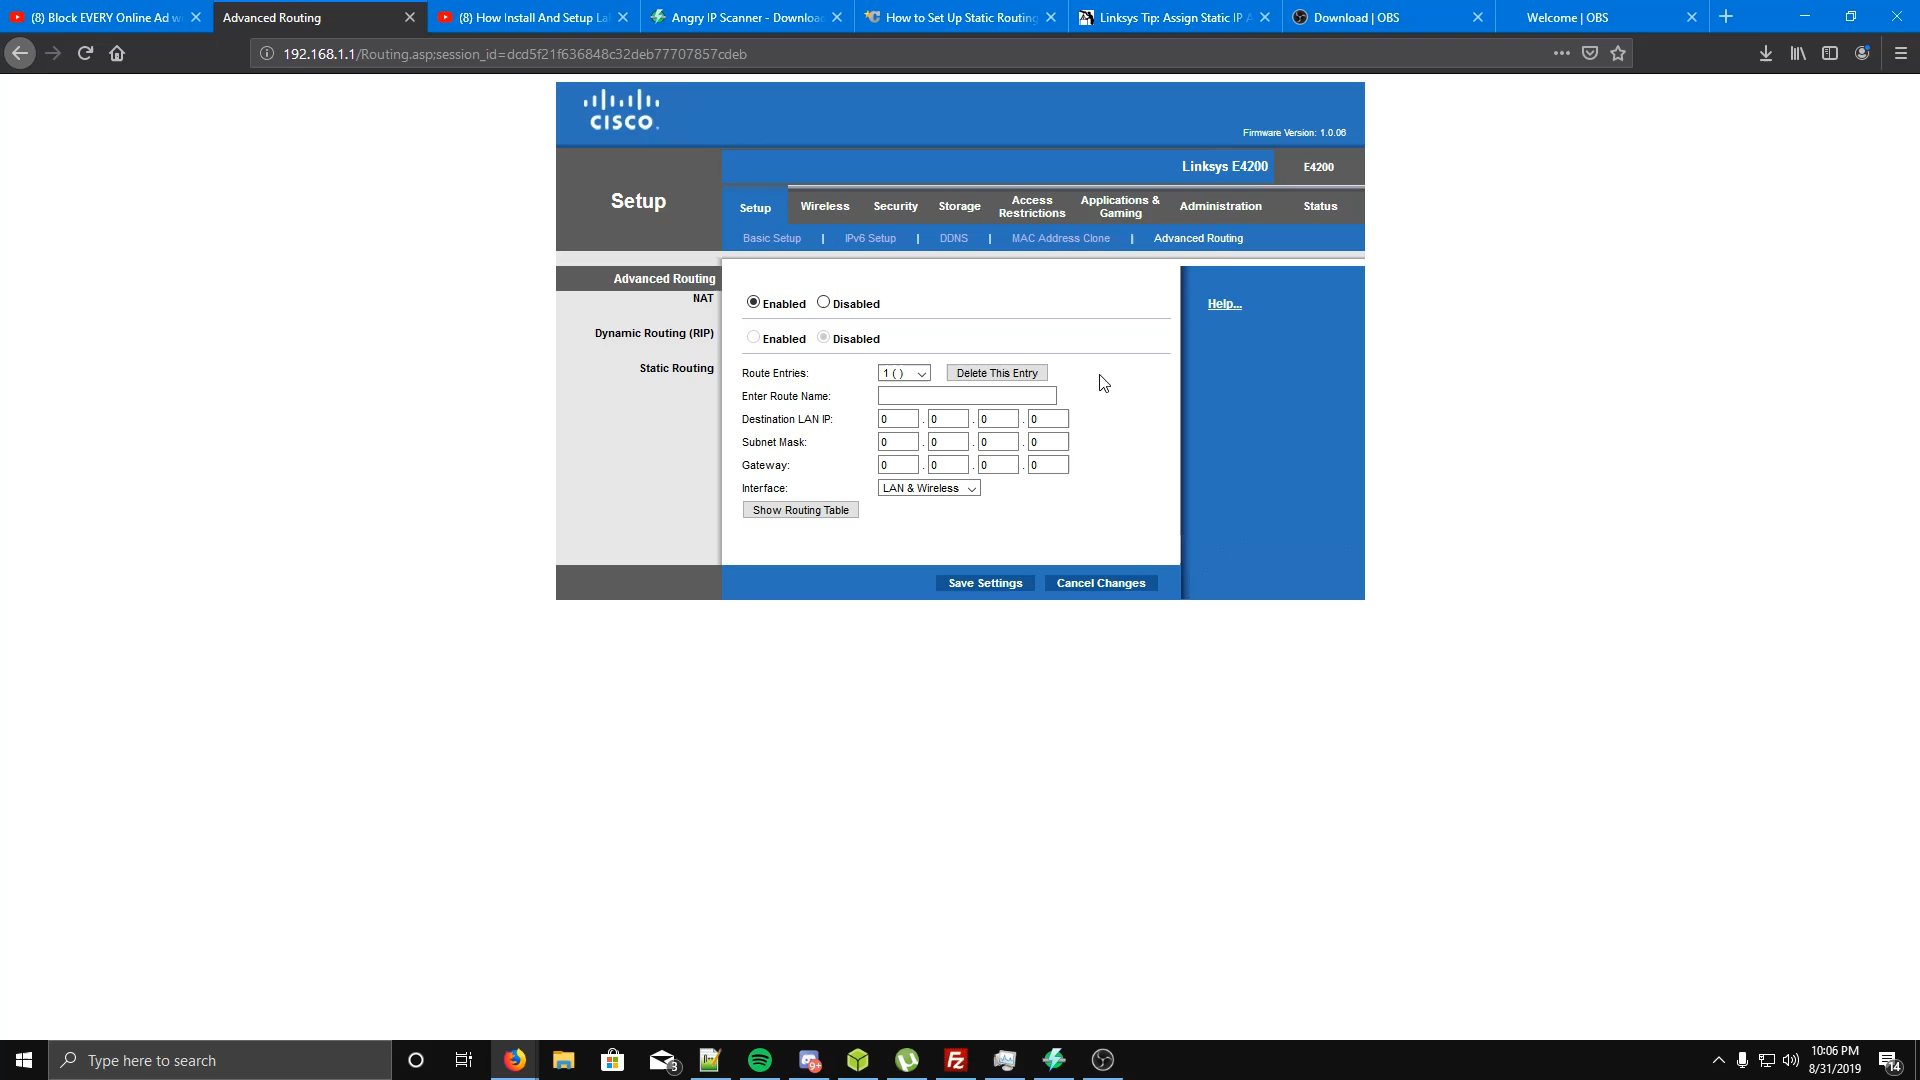 (8) Block EVERY Online Ad w
Advanced Routing
(8) How Install And Setup La
Angry IP Scanner - Downloa
How to Set Up Static Routing
Linksys Tip: Assign Static IP A
Download | OBS
Welcome | OBS
192.168.1.1/Routing.asp;session_id=dcd5f21f636848c32deb77707857cdeb
CISCO.
Firmware Version: 1.0.06
Linksys E4200
E4200
Setup
Setup
Wireless
Security
Storage
Access Restrictions
Applications & Gaming
Administration
Status
Basic Setup | IPv6 Setup | DDNS | MAC Address Clone | Advanced Routing
Advanced Routing
NAT
Enabled Disabled
Help...
Dynamic Routing (RIP)
Enabled Disabled
Static Routing
Route Entries: 1 ( ) Delete This Entry
Enter Route Name:
Destination LAN IP: 0 . 0 . 0 . 0
Subnet Mask: 0 . 0 . 0 . 0
Gateway: 0 . 0 . 0 . 0
Interface: LAN & Wireless
Show Routing Table
Save Settings Cancel Changes
Type here to search
3
9+
10:06 PM
8/31/2019
14